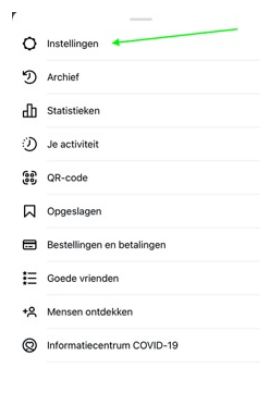 Instellingen
Archief
Statistieken
Je activiteit
QR-code
Opgeslagen
Bestellingen en betalingen
Goede vrienden
Mensen ontdekken
Informatiecentrum COVID-19